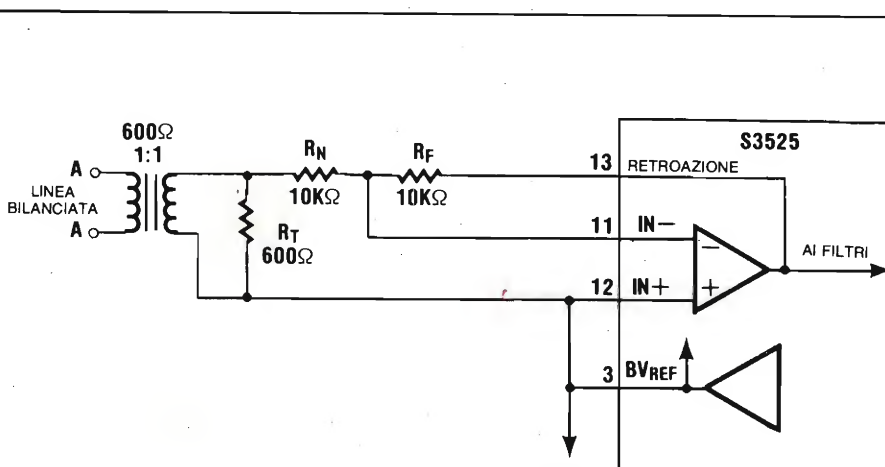 S3525
600Ω
1:1
A
LINEA
BILANCIATA
A
RN
10KΩ
RF
10KΩ
RT
600Ω
13 RETROAZIONE
11 IN−
−
AI FILTRI
12 IN+
+
3 BVREF